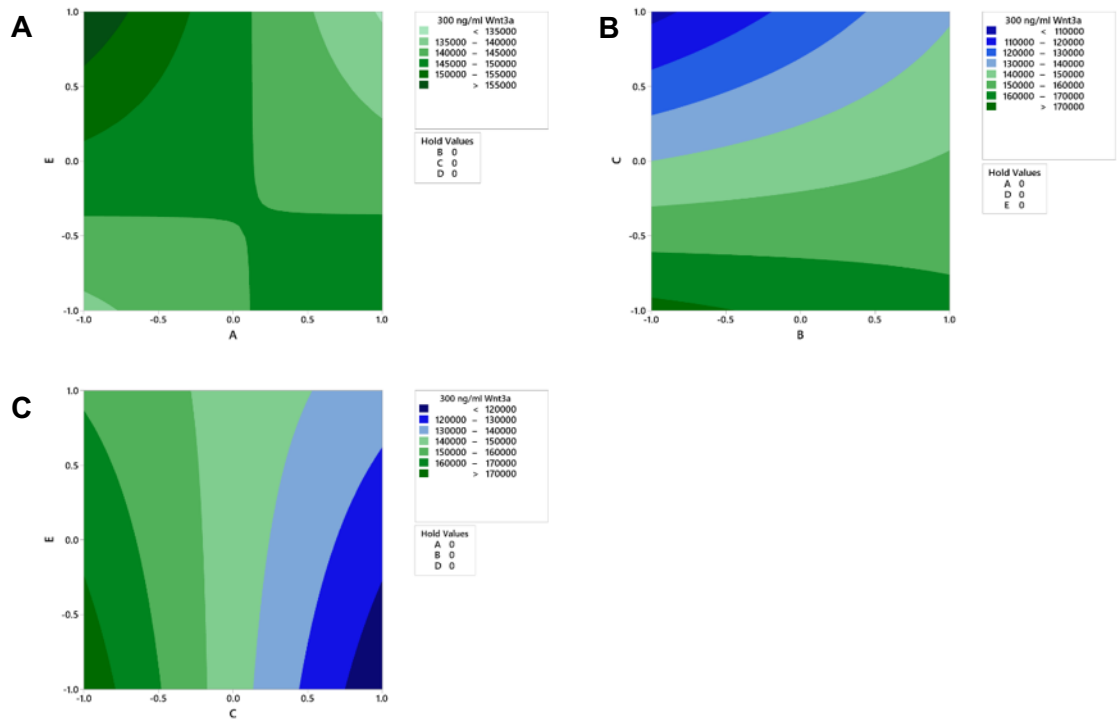 A
1.0
0.5
0.0
-0.5
-1.0
E
-1.0 -0.5 0.0 0.5 1.0
A
300 ng/ml Wnt3a
< 135000
135000 – 140000
140000 – 145000
145000 – 150000
150000 – 155000
> 155000
Hold Values
B 0
C 0
D 0
B
1.0
0.5
0.0
-0.5
-1.0
C
-1.0 -0.5 0.0 0.5 1.0
B
300 ng/ml Wnt3a
< 110000
110000 – 120000
120000 – 130000
130000 – 140000
140000 – 150000
150000 – 160000
160000 – 170000
> 170000
Hold Values
A 0
D 0
E 0
C
1.0
0.5
0.0
-0.5
-1.0
E
-1.0 -0.5 0.0 0.5 1.0
C
300 ng/ml Wnt3a
< 120000
120000 – 130000
130000 – 140000
140000 – 150000
150000 – 160000
160000 – 170000
> 170000
Hold Values
A 0
B 0
D 0